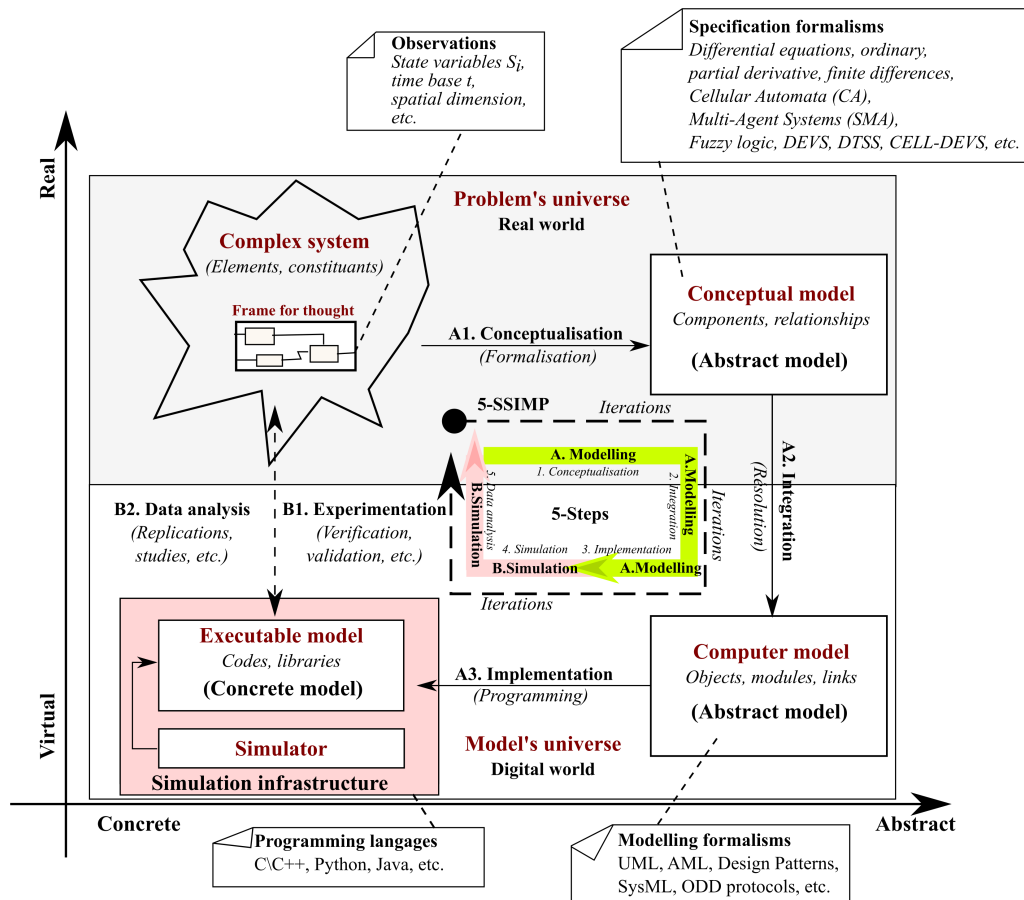 Observations
State variables Si,
time base t,
spatial dimension,
etc.
Specification formalisms
Differential equations, ordinary,
partial derivative, finite differences,
Cellular Automata (CA),
Multi-Agent Systems (SMA),
Fuzzy logic, DEVS, DTSS, CELL-DEVS, etc.
Real
Problem's universe
Real world
Complex system
(Elements, constituants)
Frame for thought
Conceptual model
Components, relationships
(Abstract model)
A1. Conceptualisation
(Formalisation)
5-SSIMP
Iterations
A. Modelling
1. Conceptualisation
A.Modelling
2. Integration
Iterations
5. Data analysis
B.Simulation
5-Steps
4. Simulation
3. Implementation
B.Simulation
A.Modelling
Iterations
A2. Integration
(Resolution)
B2. Data analysis
(Replications,
studies, etc.)
B1. Experimentation
(Verification,
validation, etc.)
Executable model
Codes, libraries
(Concrete model)
Simulator
Simulation infrastructure
A3. Implementation
(Programming)
Computer model
Objects, modules, links
(Abstract model)
Model's universe
Digital world
Virtual
Concrete
Abstract
Programming langages
C\C++, Python, Java, etc.
Modelling formalisms
UML, AML, Design Patterns,
SysML, ODD protocols, etc.